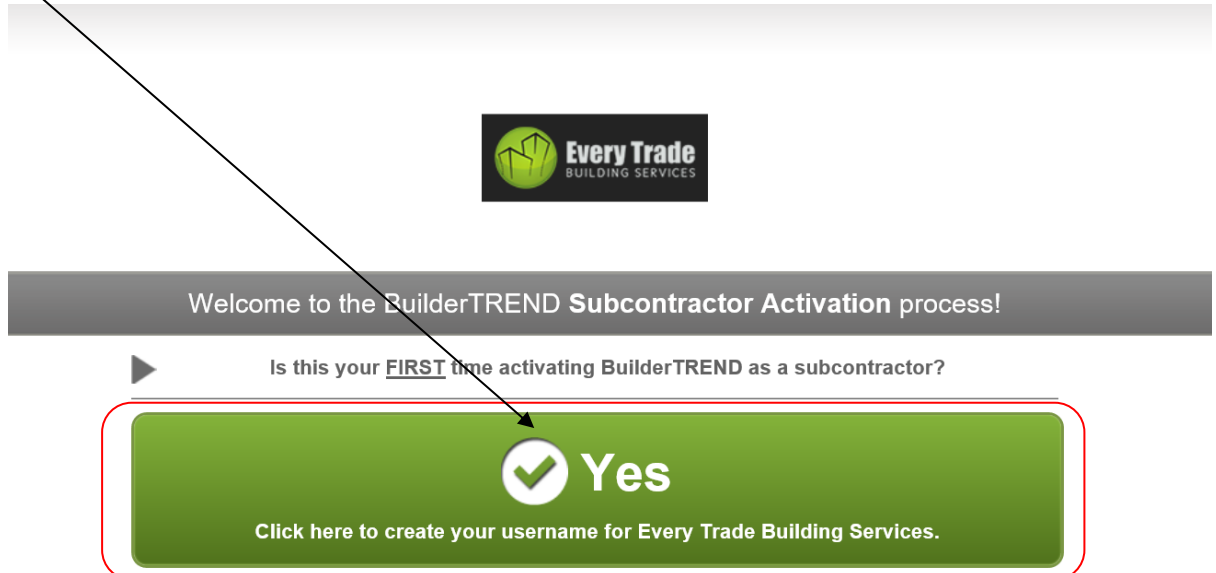 Every Trade
BUILDING SERVICES
Welcome to the BuilderTREND Subcontractor Activation process!
Is this your FIRST time activating BuilderTREND as a subcontractor?
Yes
Click here to create your username for Every Trade Building Services.